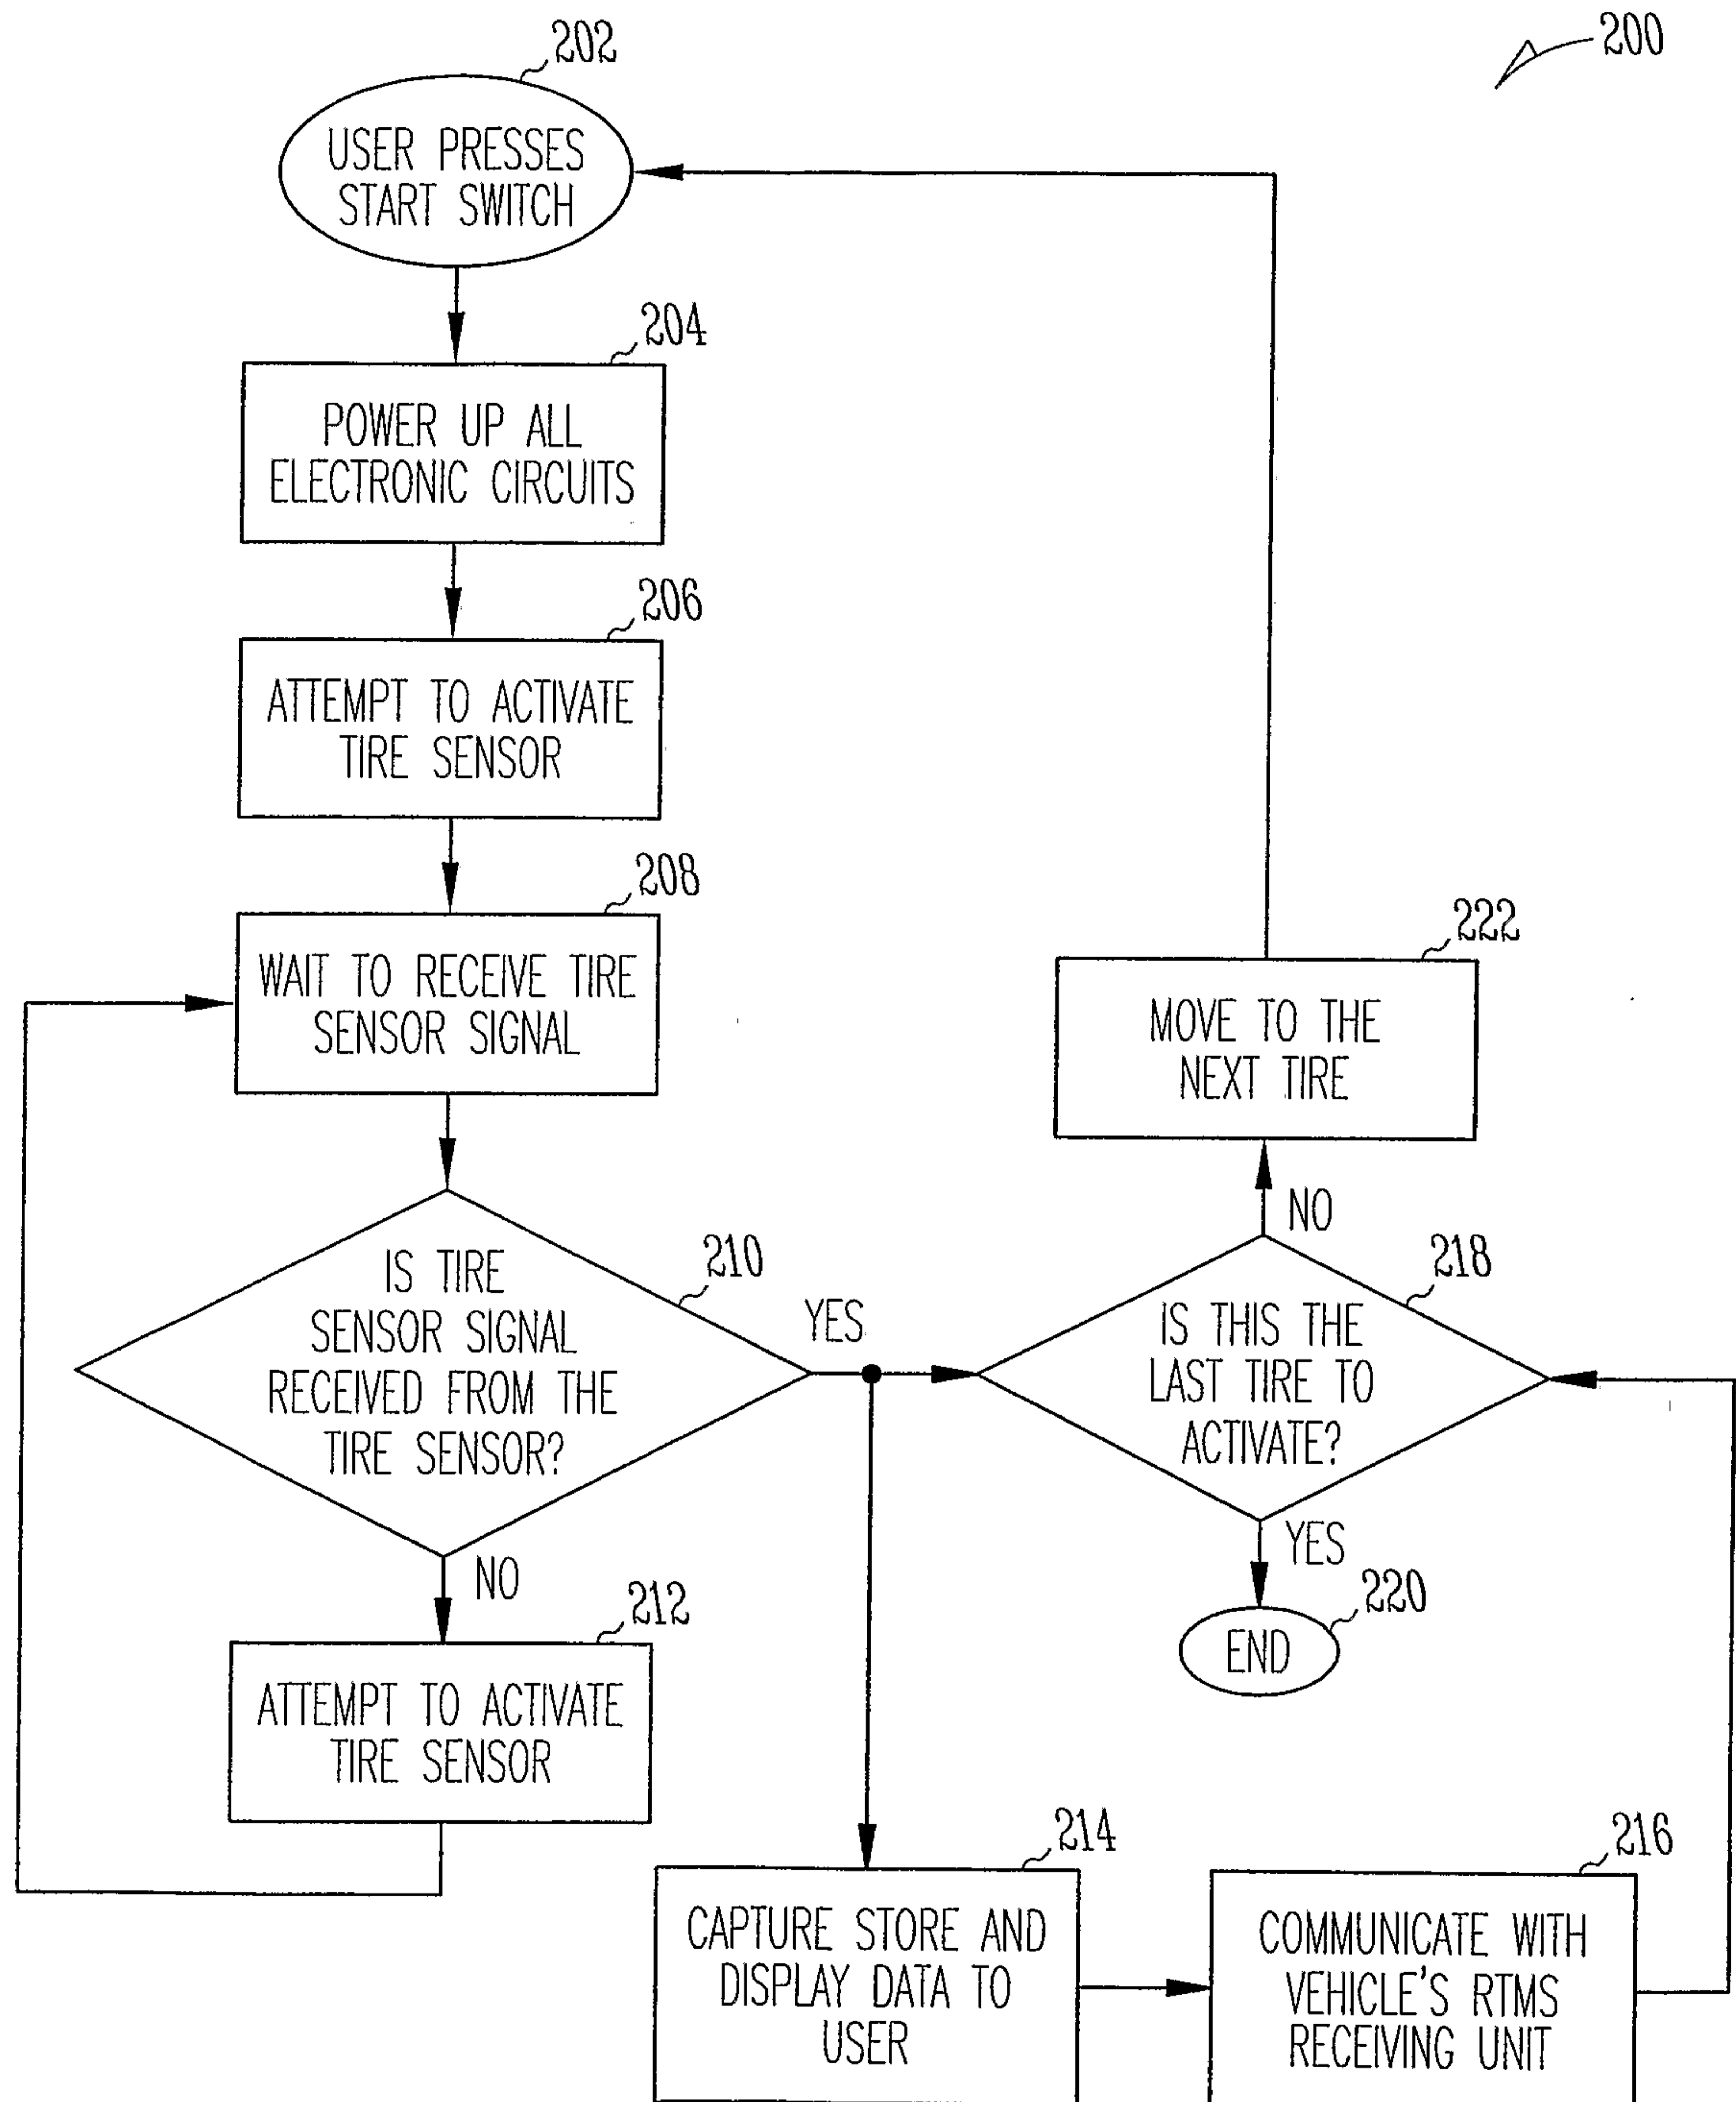 200
202
USER PRESSES
START SWITCH
204
POWER UP ALL
ELECTRONIC CIRCUITS
206
ATTEMPT TO ACTIVATE
TIRE SENSOR
208
WAIT TO RECEIVE TIRE
SENSOR SIGNAL
210
IS TIRE
SENSOR SIGNAL
RECEIVED FROM THE
TIRE SENSOR?
YES
NO
212
ATTEMPT TO ACTIVATE
TIRE SENSOR
222
MOVE TO THE
NEXT TIRE
NO
218
IS THIS THE
LAST TIRE TO
ACTIVATE?
YES
220
END
214
CAPTURE STORE AND
DISPLAY DATA TO
USER
216
COMMUNICATE WITH
VEHICLE'S RTMS
RECEIVING UNIT